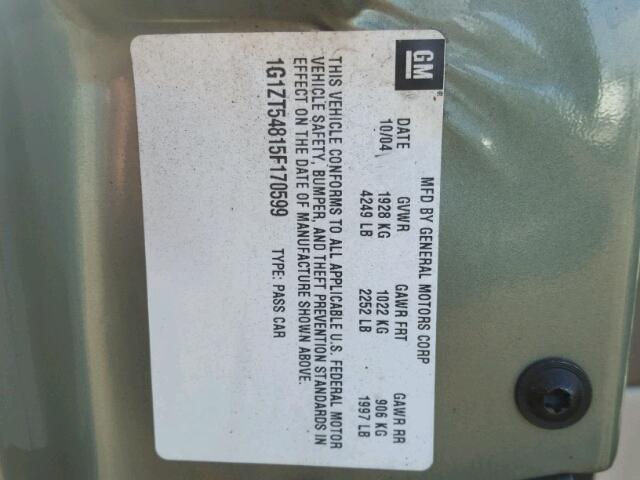 GM
MFD BY GENERAL MOTORS CORP
DATE GVWR GAWR FRT GAWR RR
10/04 1928 KG 1022 KG 906 KG
4249 LB 2252 LB 1997 LB
THIS VEHICLE CONFORMS TO ALL APPLICABLE U.S. FEDERAL MOTOR
VEHICLE SAFETY, BUMPER, AND THEFT PREVENTION STANDARDS IN
EFFECT ON THE DATE OF MANUFACTURE SHOWN ABOVE.
1G1ZT54815F170599 TYPE: PASS CAR